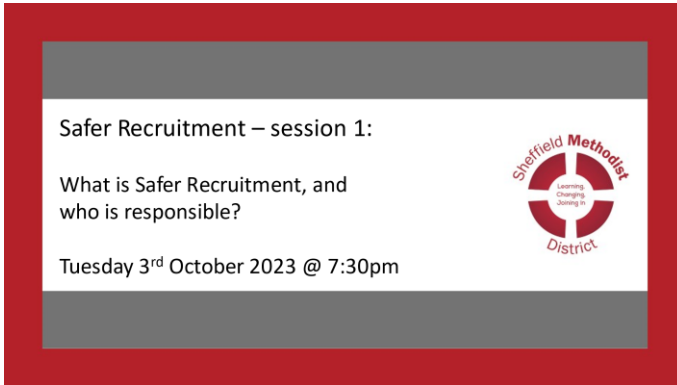 Safer Recruitment – session 1:
What is Safer Recruitment, and
who is responsible?
Tuesday 3rd October 2023 @ 7:30pm
Sheffield Methodist
Learning,
Changing,
Joining In
District